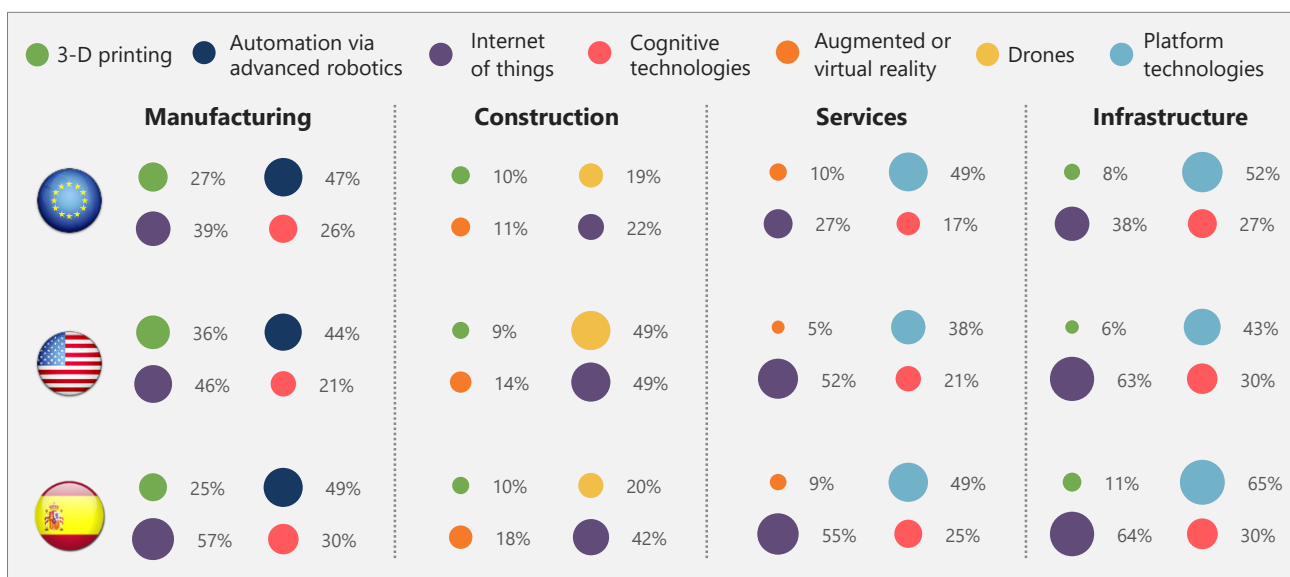 3-D printing
Automation via
advanced robotics
Internet
of things
Cognitive
technologies
Augmented or
virtual reality
Drones
Platform
technologies
Manufacturing
Construction
Services
Infrastructure
27% 47% 10% 19% 10% 49% 8% 52%
39% 26% 11% 22% 27% 17% 38% 27%
36% 44% 9% 49% 5% 38% 6% 43%
46% 21% 14% 49% 52% 21% 63% 30%
25% 49% 10% 20% 9% 49% 11% 65%
57% 30% 18% 42% 55% 25% 64% 30%